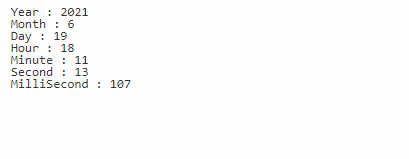 Year : 2021
Month : 6
Day : 19
Hour : 18
Minute : 11
Second : 13
MilliSecond : 107